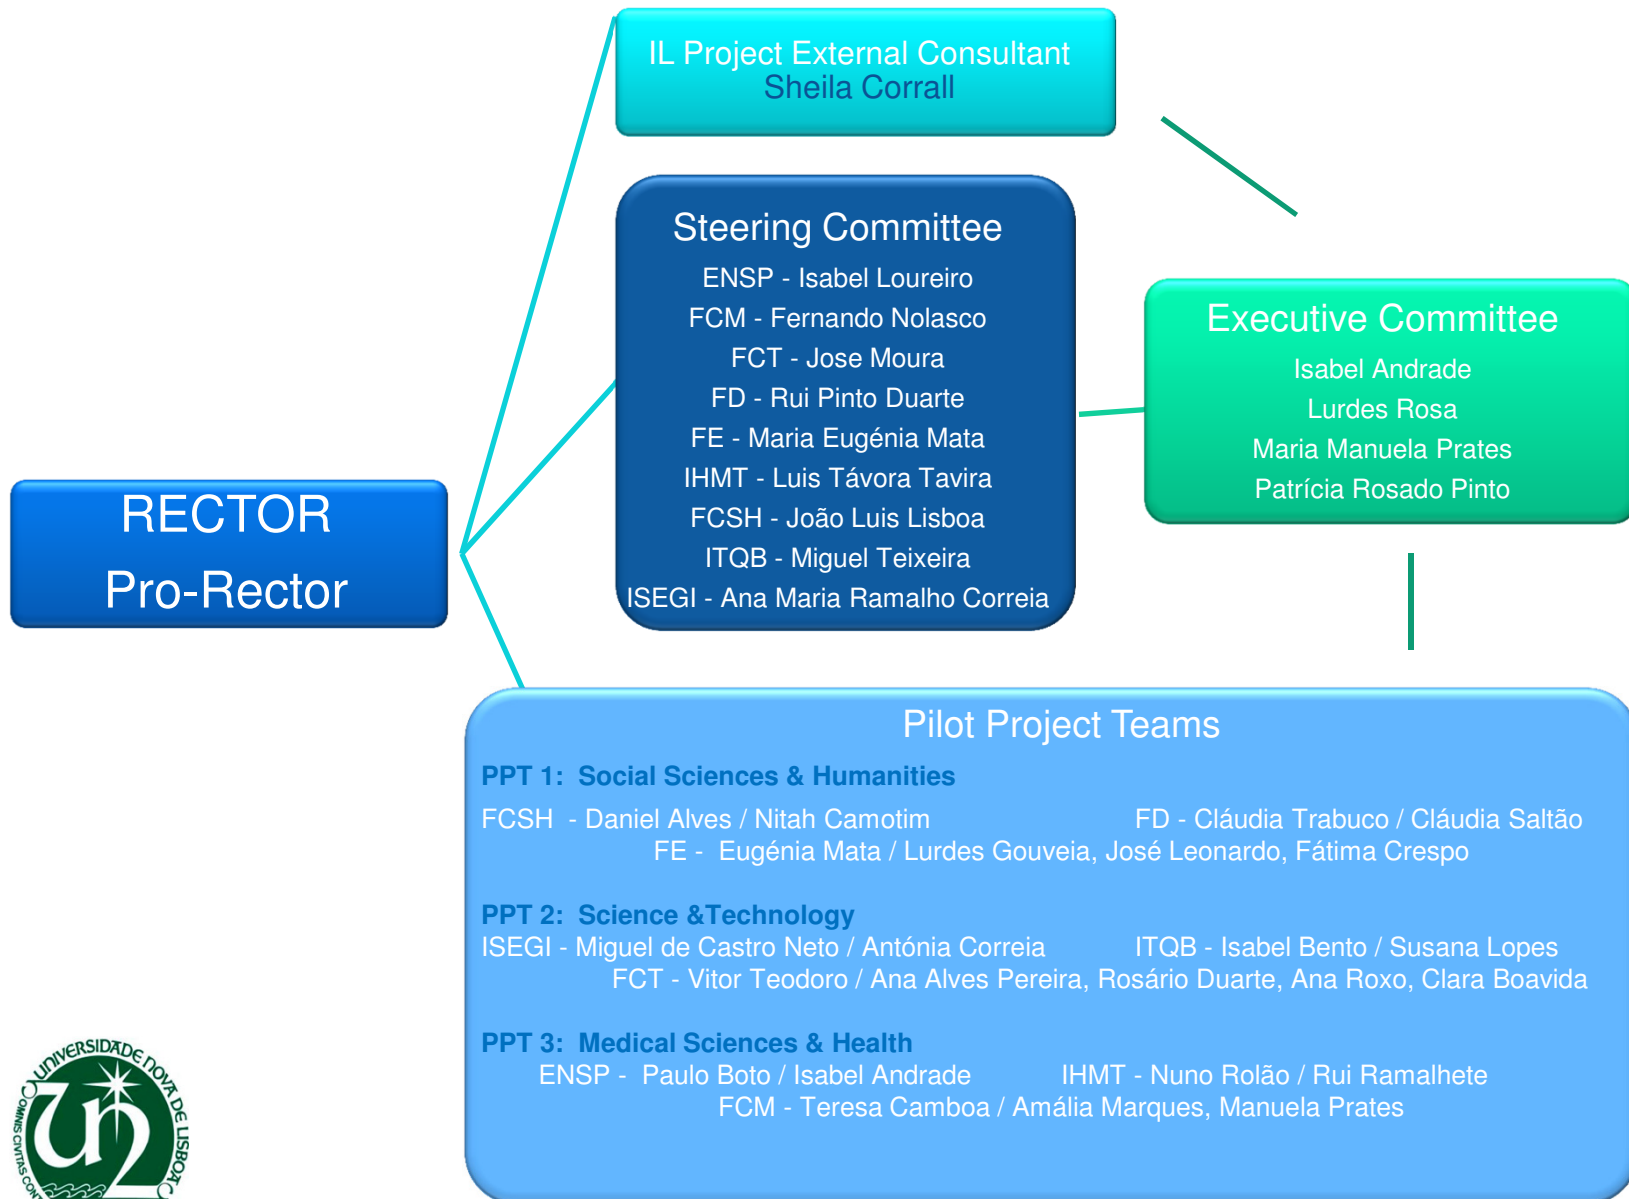 IL Project External Consultant
Sheila Corrall
Steering Committee
ENSP - Isabel Loureiro
FCM - Fernando Nolasco
FCT - Jose Moura
FD - Rui Pinto Duarte
FE - Maria Eugénia Mata
IHMT - Luis Távora Tavira
FCSH - João Luis Lisboa
ITQB - Miguel Teixeira
ISEGI - Ana Maria Ramalho Correia
Executive Committee
Isabel Andrade
Lurdes Rosa
Maria Manuela Prates
Patrícia Rosado Pinto
RECTOR
Pro-Rector
Pilot Project Teams
PPT 1:  Social Sciences & Humanities
FCSH  - Daniel Alves / Nitah Camotim FD - Cláudia Trabuco / Cláudia Saltão
FE -  Eugénia Mata / Lurdes Gouveia, José Leonardo, Fátima Crespo
PPT 2:  Science &Technology
ISEGI - Miguel de Castro Neto / Antónia Correia ITQB - Isabel Bento / Susana Lopes
FCT - Vitor Teodoro / Ana Alves Pereira, Rosário Duarte, Ana Roxo, Clara Boavida
PPT 3:  Medical Sciences & Health
ENSP -  Paulo Boto / Isabel Andrade IHMT - Nuno Rolão / Rui Ramalhete
FCM - Teresa Camboa / Amália Marques, Manuela Prates
UNIVERSIDADE NOVA DE LISBOA
OMNIS CIVITAS